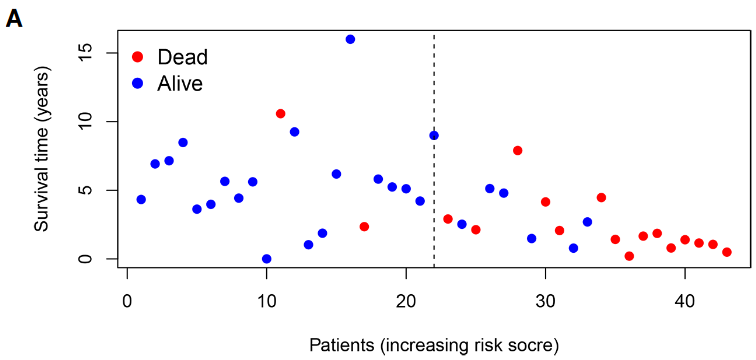 A
Dead
Alive
Survival time (years)
15
10
5
0
0 10 20 30 40
Patients (increasing risk socre)